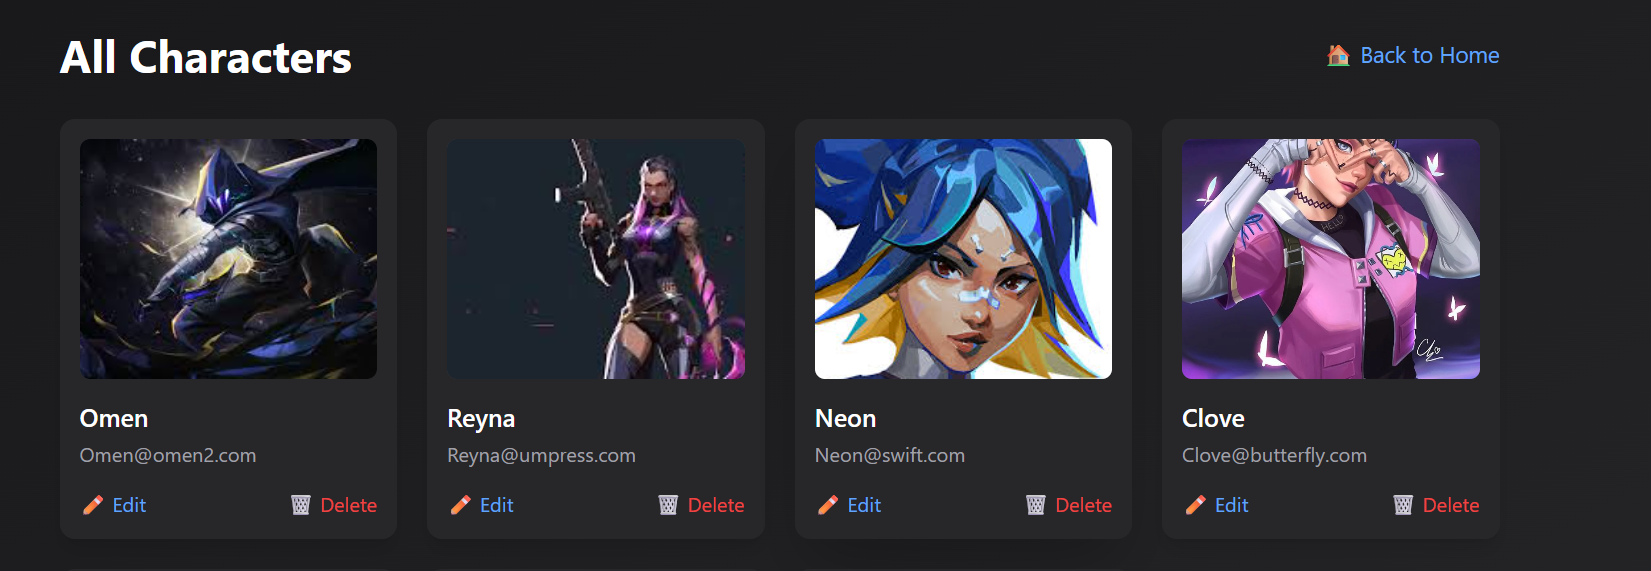 All Characters
🏠 Back to Home
Omen
Omen@omen2.com
✏️ Edit
🗑️ Delete
Reyna
Reyna@umpress.com
✏️ Edit
🗑️ Delete
Neon
Neon@swift.com
✏️ Edit
🗑️ Delete
HELLO
Clove
Clove@butterfly.com
✏️ Edit
🗑️ Delete